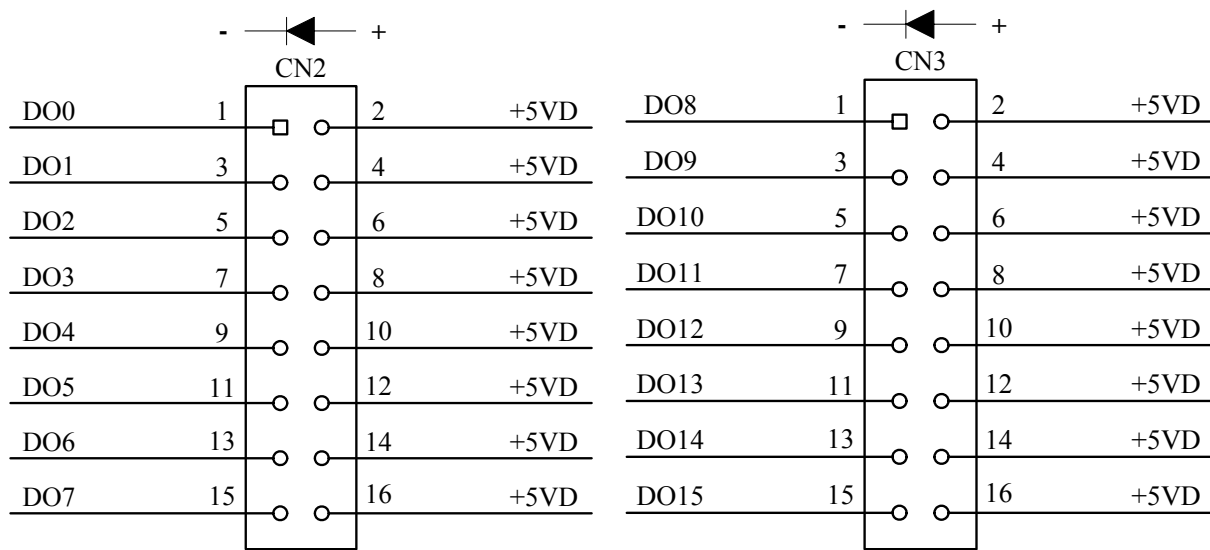 - +
CN2
DO0 1 2 +5VD
DO1 3 4 +5VD
DO2 5 6 +5VD
DO3 7 8 +5VD
DO4 9 10 +5VD
DO5 11 12 +5VD
DO6 13 14 +5VD
DO7 15 16 +5VD
- +
CN3
DO8 1 2 +5VD
DO9 3 4 +5VD
DO10 5 6 +5VD
DO11 7 8 +5VD
DO12 9 10 +5VD
DO13 11 12 +5VD
DO14 13 14 +5VD
DO15 15 16 +5VD